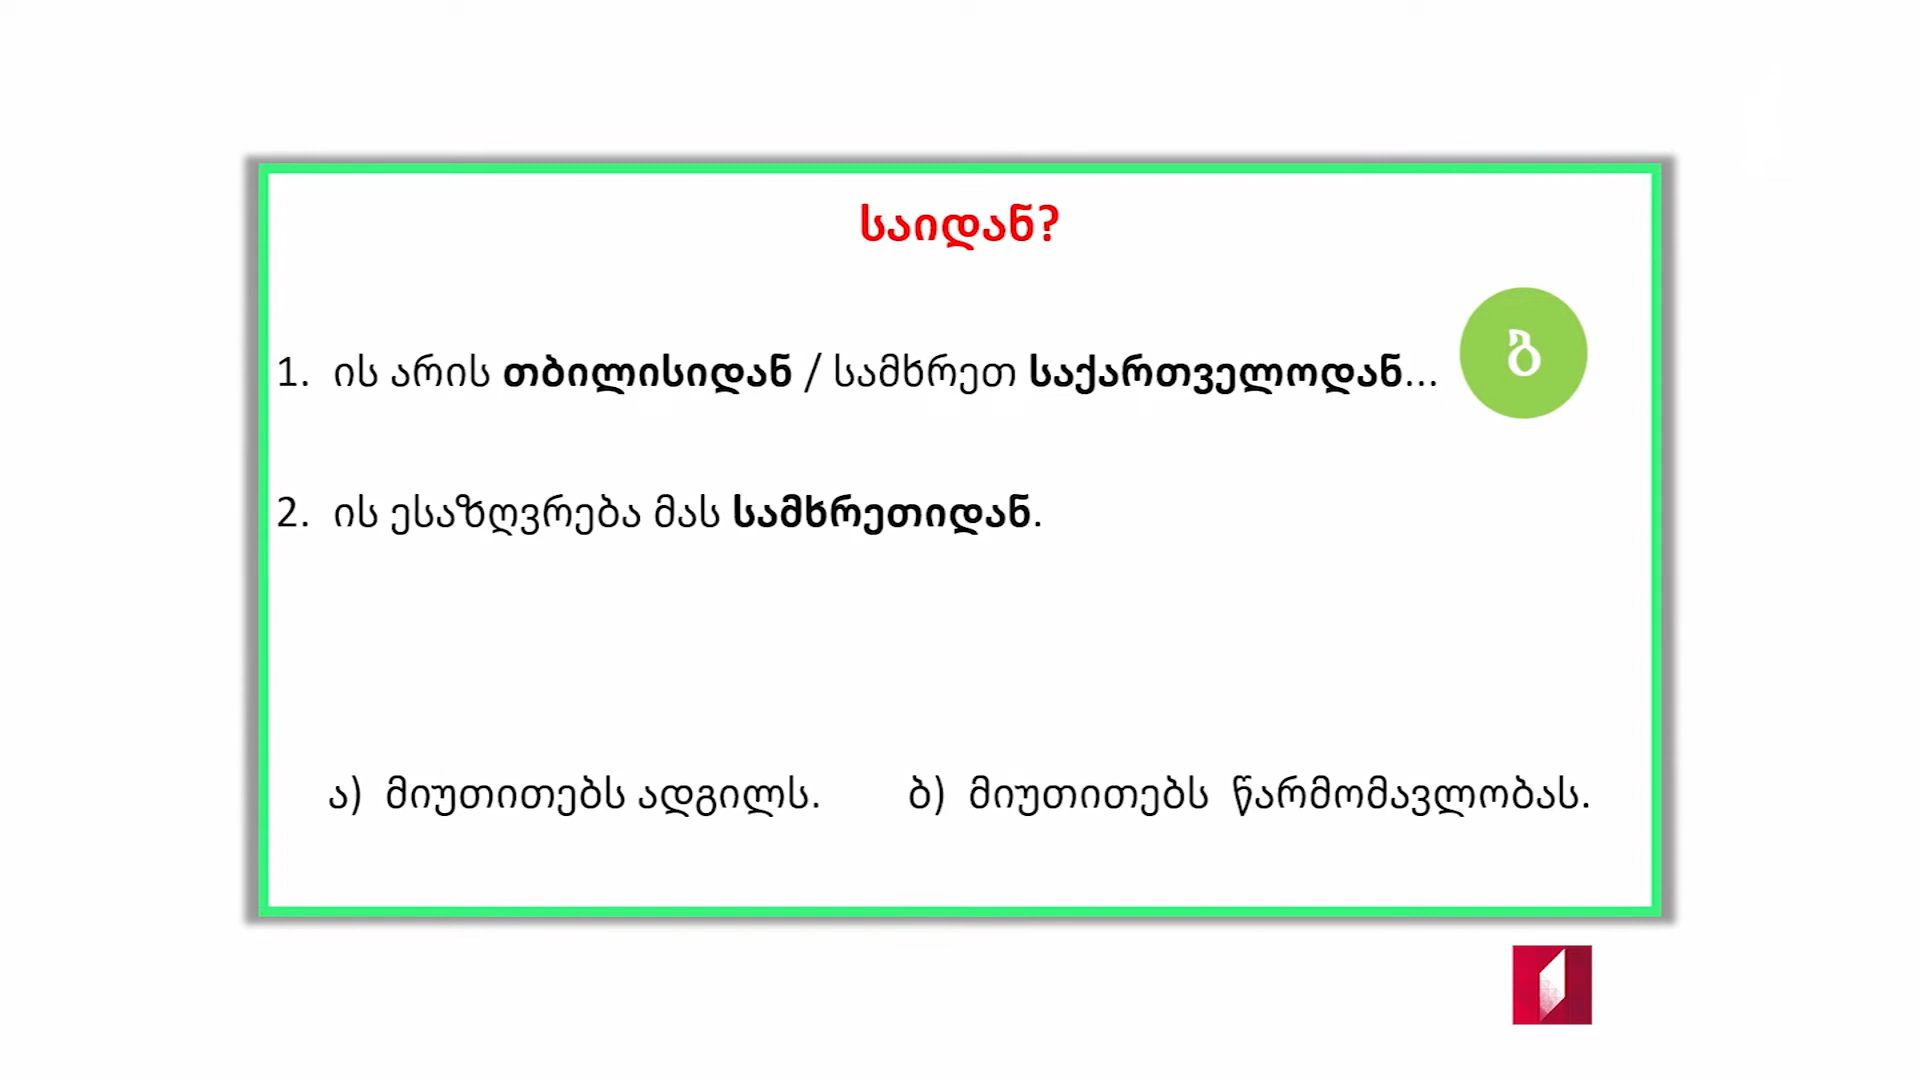 საიდან?
1. ის არის თბილისიდან / სამხრეთ საქართველოდან...
ბ
2. ის ესაზღვრება მას სამხრეთიდან.
ა) მიუთითებს ადგილს. ბ) მიუთითებს წარმომავლობას.